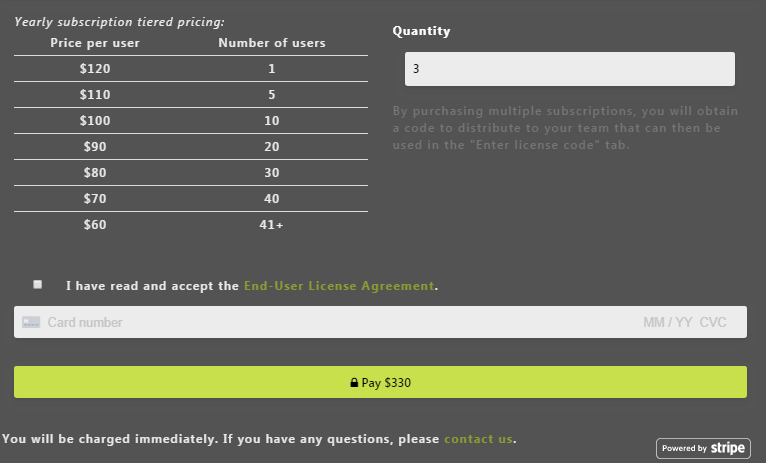 Yearly subscription tiered pricing:
Price per user Number of users
$120 1
$110 5
$100 10
$90 20
$80 30
$70 40
$60 41+
Quantity
3
By purchasing multiple subscriptions, you will obtain
a code to distribute to your team that can then be
used in the "Enter license code" tab.
I have read and accept the End-User License Agreement.
Card number MM / YY CVC
Pay $330
You will be charged immediately. If you have any questions, please contact us.
Powered by stripe